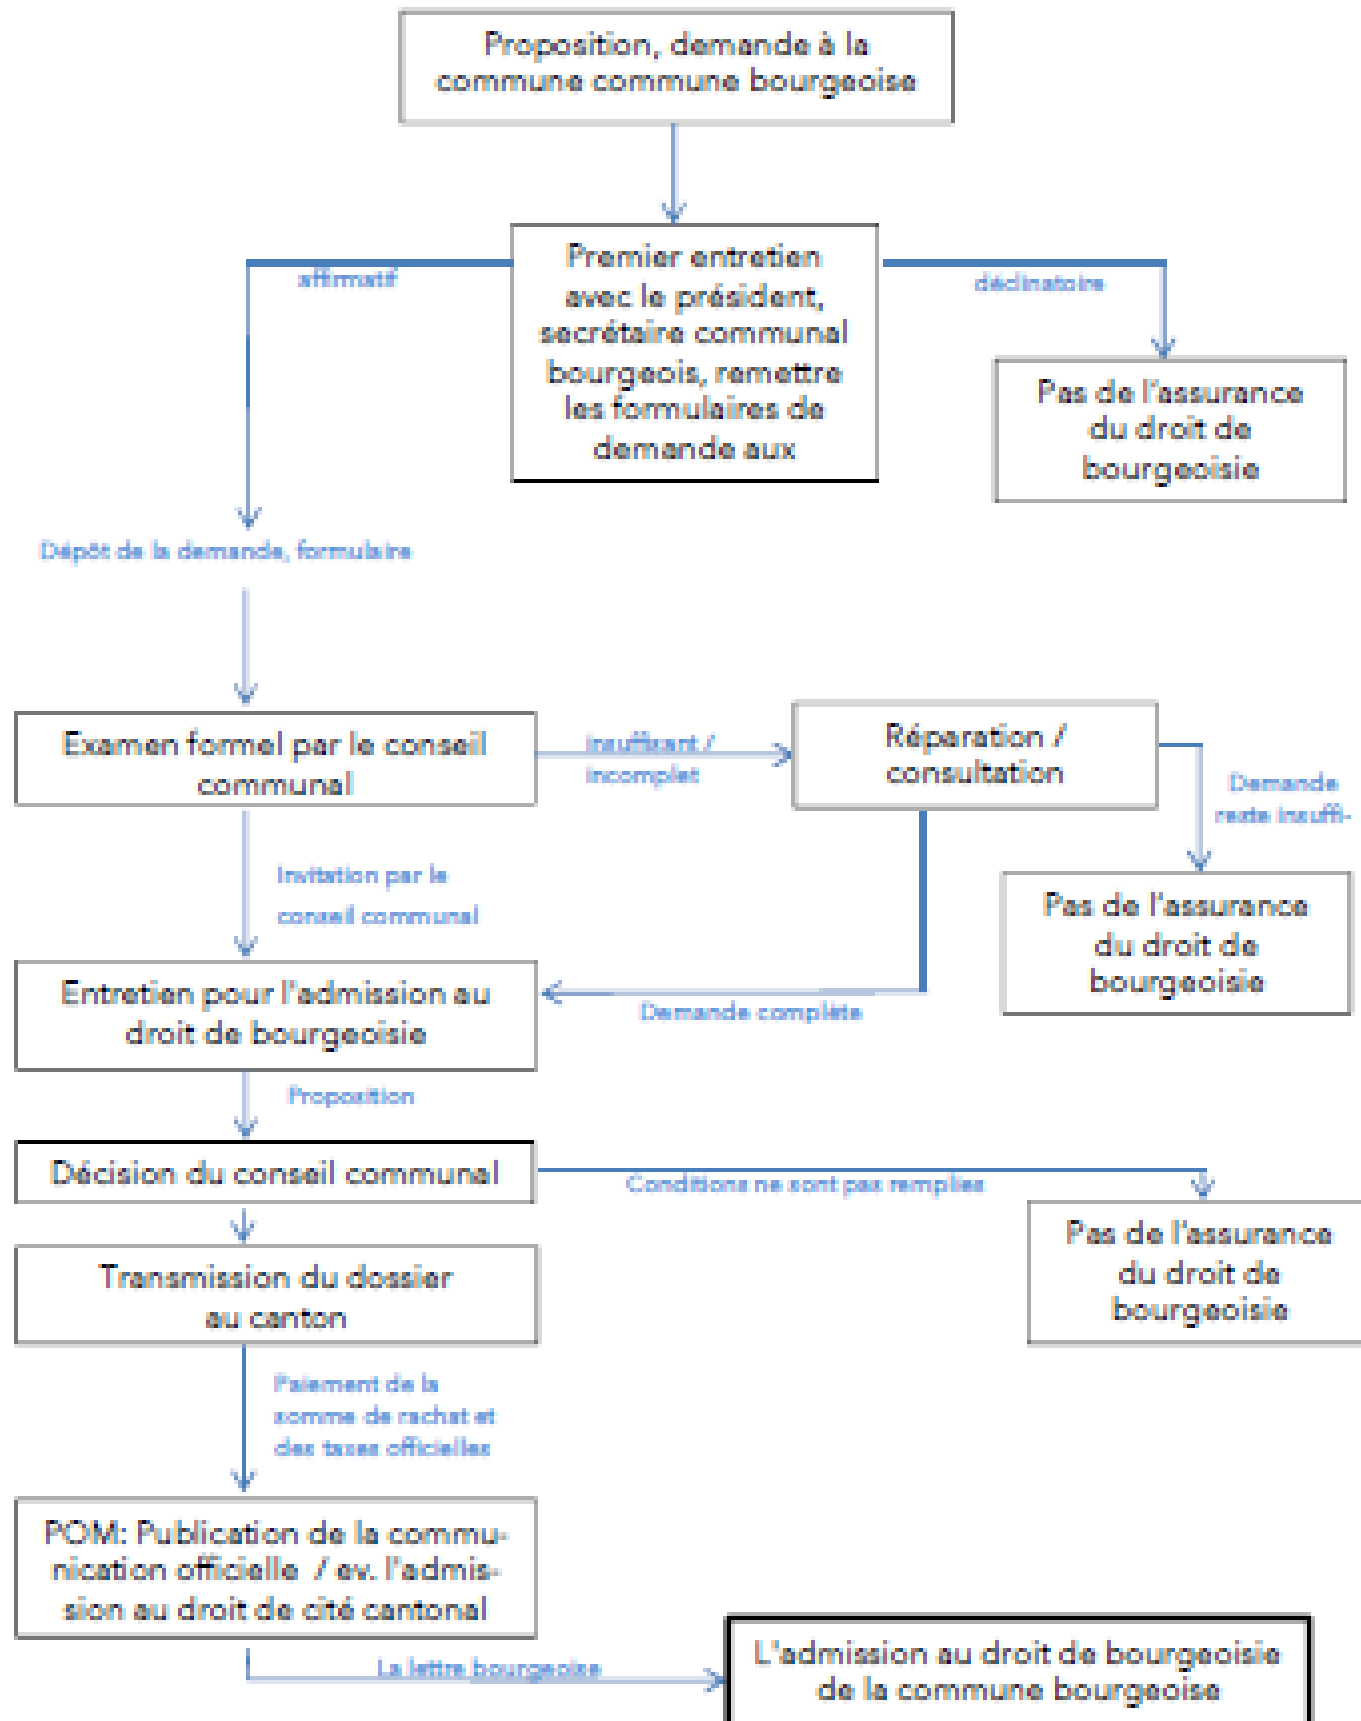 Proposition, demande à la
commune commune bourgeoise
Premier entretien
avec le président,
secrétaire communal
bourgeois, remettre
les formulaires de
demande aux
affirmatif
déclinatoire
Pas de l'assurance
du droit de
bourgeoisie
Dépôt de la demande, formulaire
Examen formel par le conseil
communal
insuffisant /
incomplet
Réparation /
consultation
Demande
reste insuffi-
Invitation par le
conseil communal
Pas de l'assurance
du droit de
bourgeoisie
Entretien pour l'admission au
droit de bourgeoisie
Demande complète
Proposition
Décision du conseil communal
Conditions ne sont pas remplies
Pas de l'assurance
du droit de
bourgeoisie
Transmission du dossier
au canton
Paiement de la
somme de rachat et
des taxes officielles
POM: Publication de la commu-
nication officielle / ev. l'admis-
sion au droit de cité cantonal
La lettre bourgeoise
L'admission au droit de bourgeoisie
de la commune bourgeoise